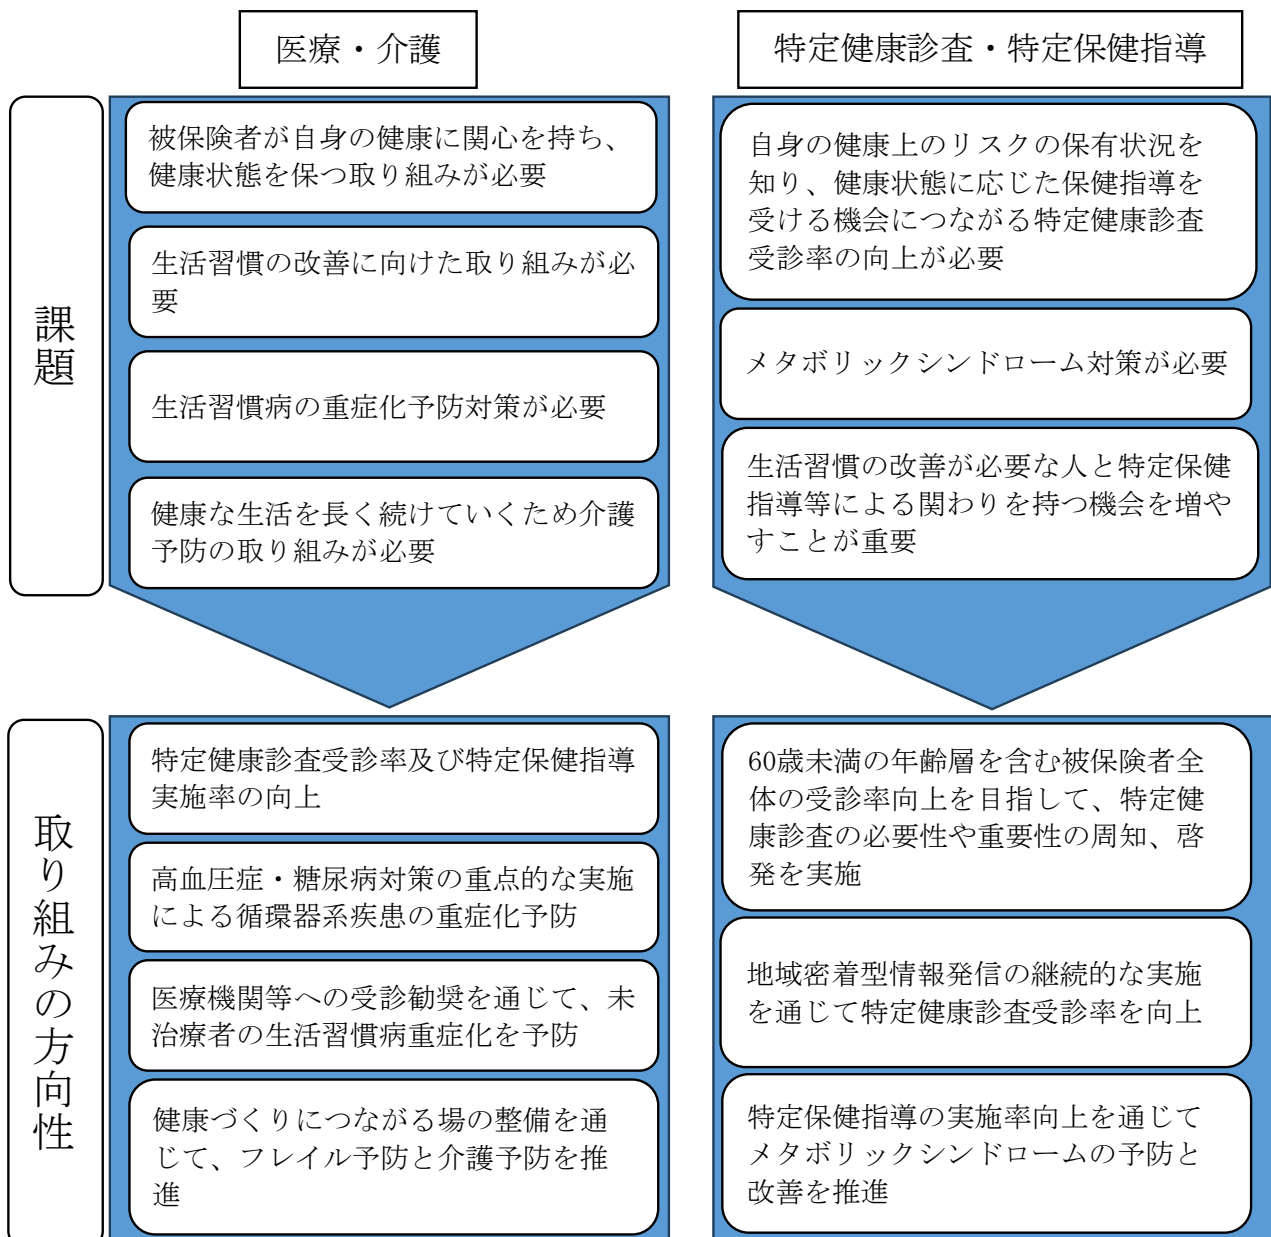 医療・介護
特定健康診査・特定保健指導
課題
被保険者が自身の健康に関心を持ち、
健康状態を保つ取り組みが必要
生活習慣の改善に向けた取り組みが必
要
生活習慣病の重症化予防対策が必要
健康な生活を長く続けていくため介護
予防の取り組みが必要
自身の健康上のリスクの保有状況を
知り、健康状態に応じた保健指導を
受ける機会につながる特定健康診査
受診率の向上が必要
メタボリックシンドローム対策が必要
生活習慣の改善が必要な人と特定保健
指導等による関わりを持つ機会を増や
すことが重要
取り組みの方向性
特定健康診査受診率及び特定保健指導
実施率の向上
高血圧症・糖尿病対策の重点的な実施
による循環器系疾患の重症化予防
医療機関等への受診勧奨を通じて、未
治療者の生活習慣病重症化を予防
健康づくりにつながる場の整備を通
じて、フレイル予防と介護予防を推
進
60歳未満の年齢層を含む被保険者全
体の受診率向上を目指して、特定健
康診査の必要性や重要性の周知、啓
発を実施
地域密着型情報発信の継続的な実施
を通じて特定健康診査受診率を向上
特定保健指導の実施率向上を通じて
メタボリックシンドロームの予防と
改善を推進